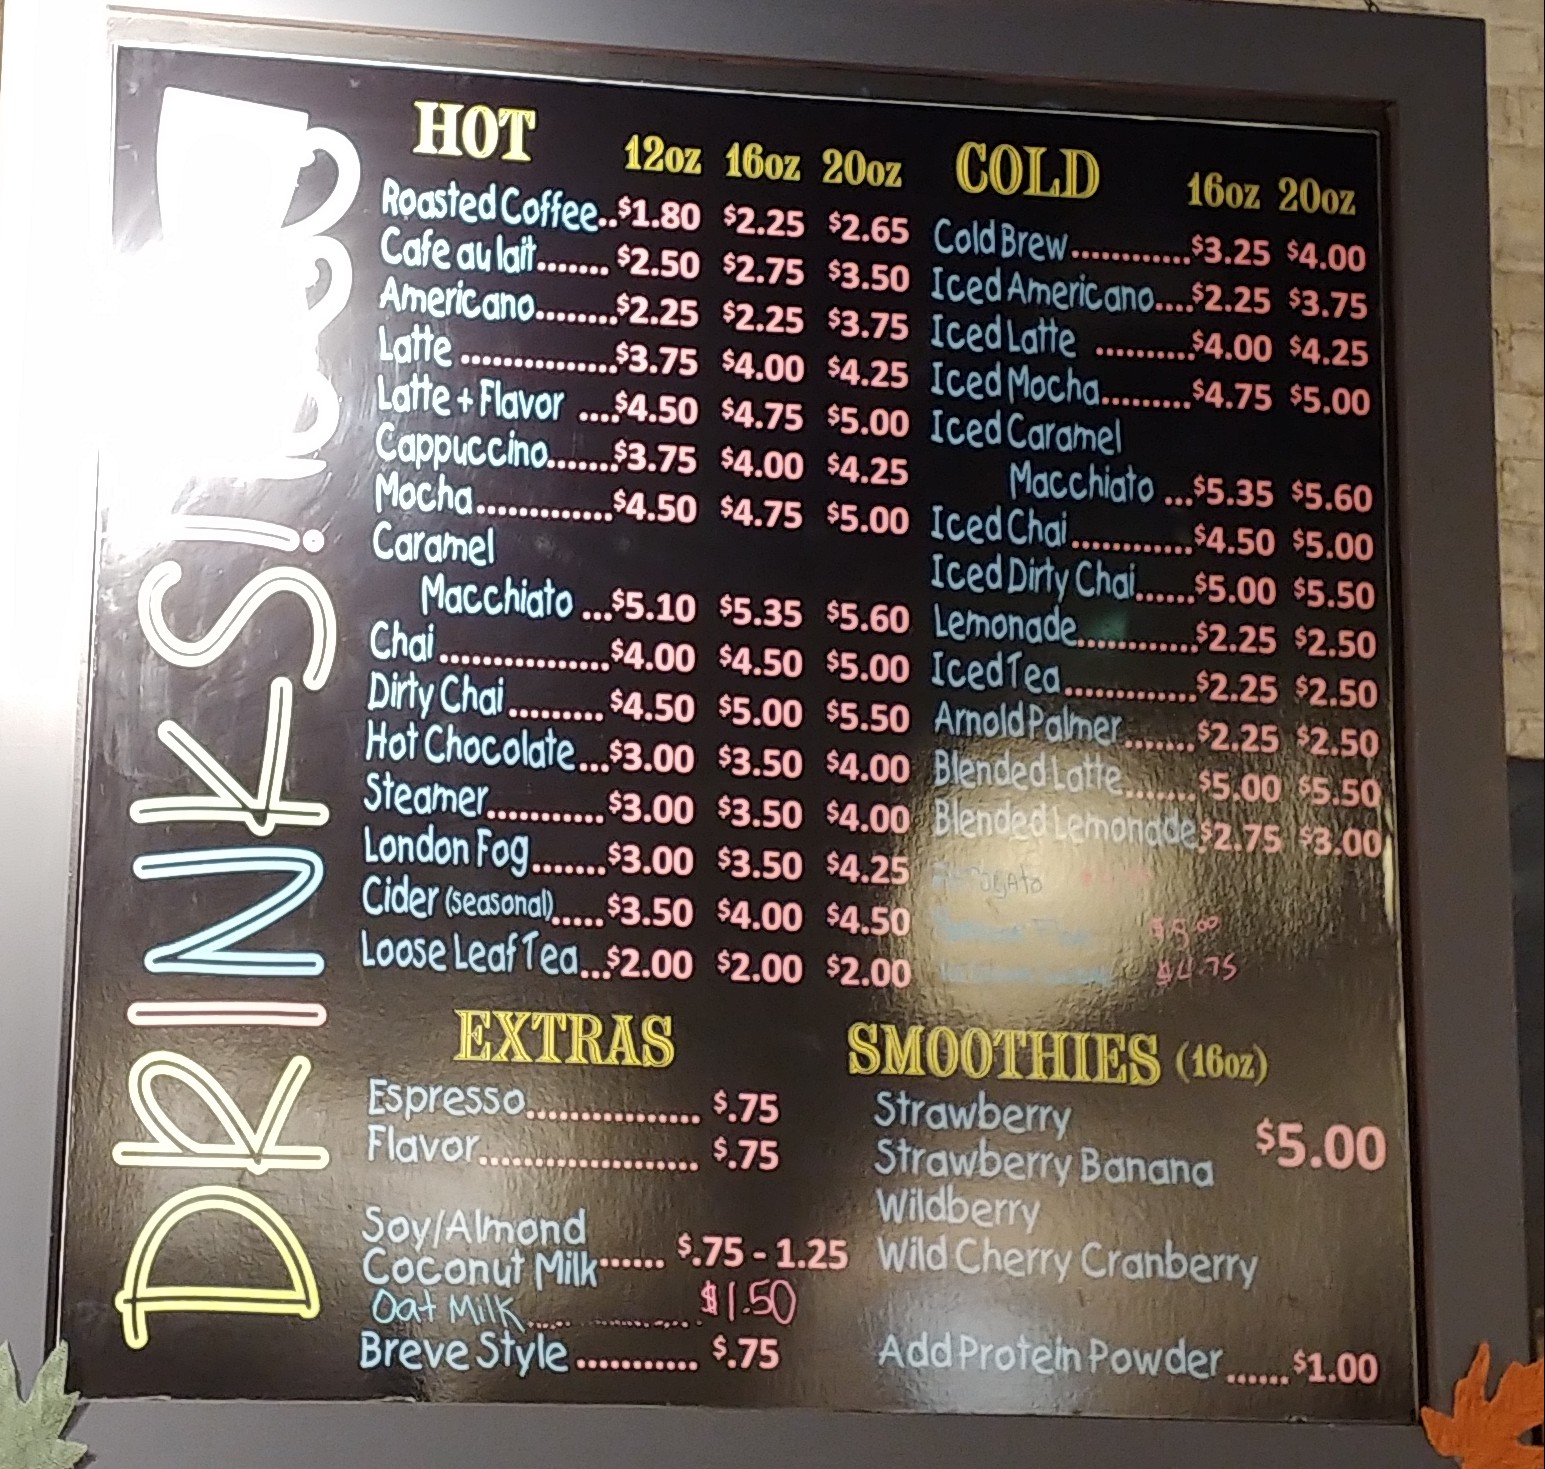 DRINKS!
HOT 12oz 16oz 20oz
Roasted Coffee..$1.80 $2.25 $2.65
Cafe au lait.......$2.50 $2.75 $3.50
Americano........$2.25 $2.25 $3.75
Latte ..............$3.75 $4.00 $4.25
Latte + Flavor ....$4.50 $4.75 $5.00
Cappuccino.......$3.75 $4.00 $4.25
Mocha.............$4.50 $4.75 $5.00
Caramel
Macchiato ...$5.10 $5.35 $5.60
Chai................$4.00 $4.50 $5.00
Dirty Chai.........$4.50 $5.00 $5.50
Hot Chocolate...$3.00 $3.50 $4.00
Steamer...........$3.00 $3.50 $4.00
London Fog.......$3.00 $3.50 $4.25
Cider (seasonal).....$3.50 $4.00 $4.50
Loose Leaf Tea...$2.00 $2.00 $2.00
COLD 16oz 20oz
Cold Brew............$3.25 $4.00
Iced Americano....$2.25 $3.75
Iced Latte ..........$4.00 $4.25
Iced Mocha.........$4.75 $5.00
Iced Caramel
Macchiato ...$5.35 $5.60
Iced Chai............$4.50 $5.00
Iced Dirty Chai......$5.00 $5.50
Lemonade............$2.25 $2.50
Iced Tea.............$2.25 $2.50
Arnold Palmer.......$2.25 $2.50
Blended Latte.......$5.00 $5.50
Blended Lemonade.$2.75 $3.00
$4.75
EXTRAS
Espresso................ $.75
Flavor.................... $.75
Soy/Almond
Coconut Milk...... $.75 - 1.25
Oat Milk................ $1.50
Breve Style........... $.75
SMOOTHIES (16oz)
Strawberry
$5.00
Strawberry Banana
Wildberry
Wild Cherry Cranberry
Add Protein Powder......$1.00